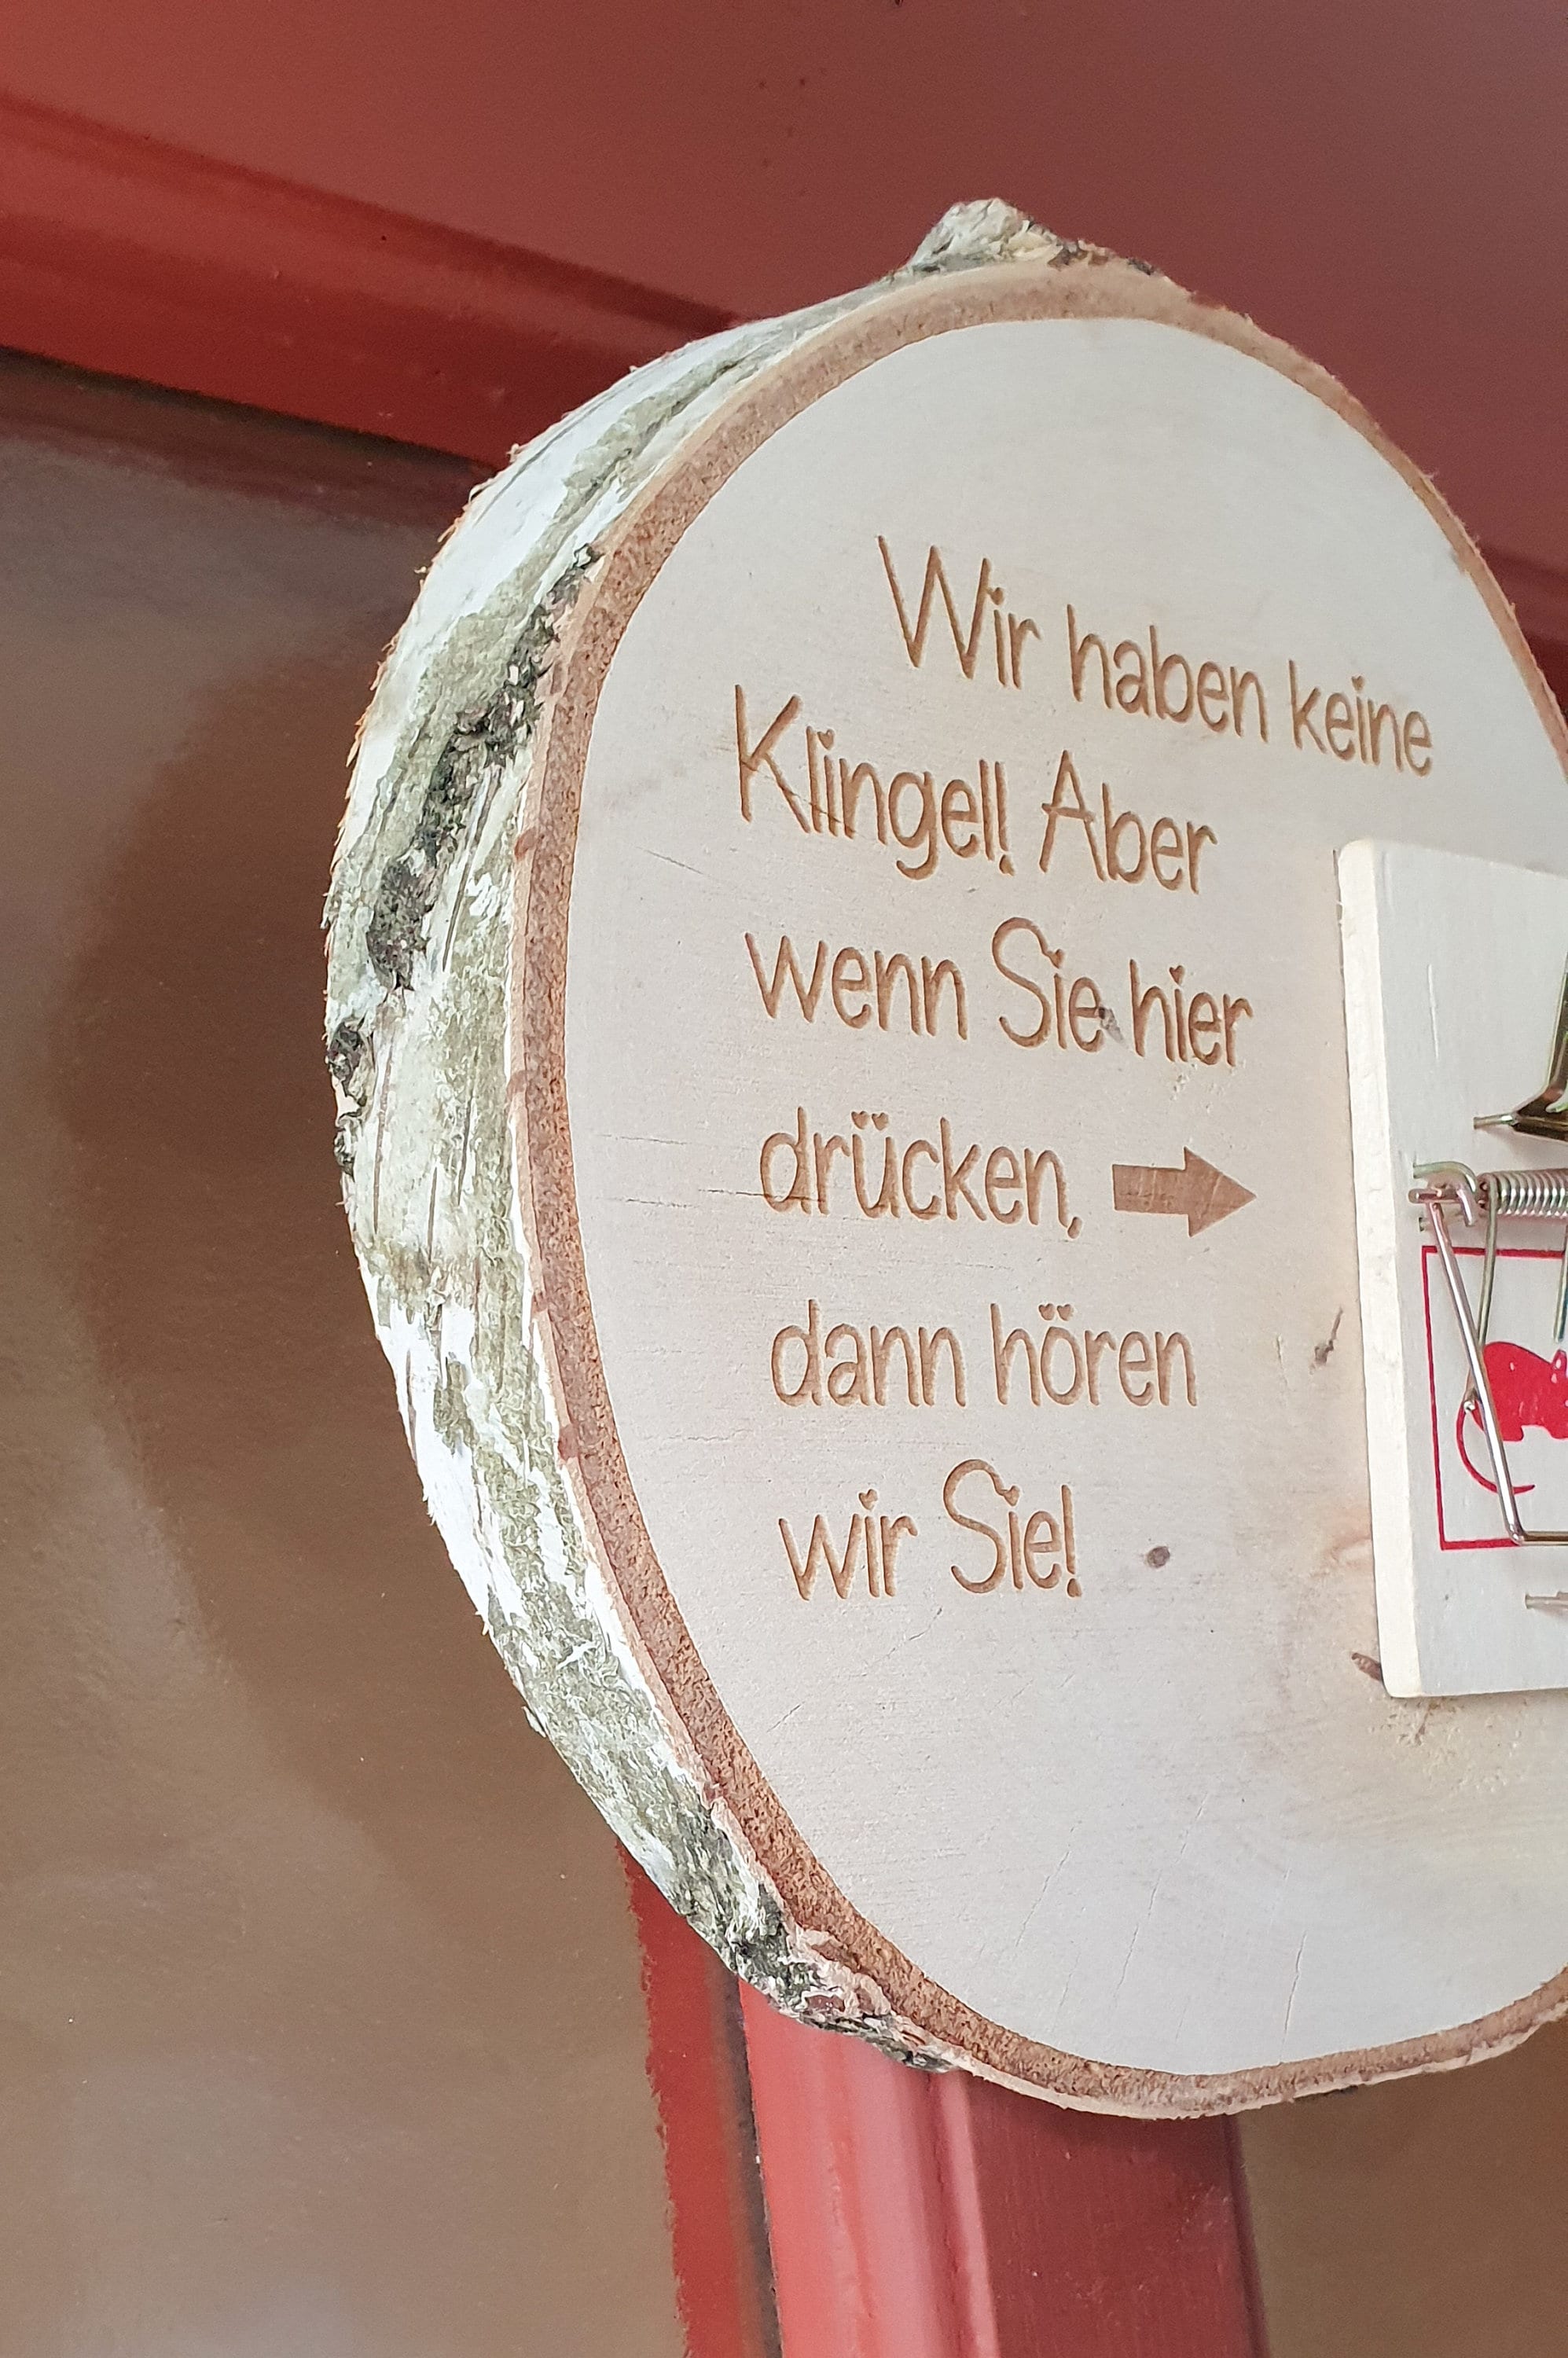 Wir haben keine
Klingel! Aber
wenn Sie hier
drücken,
dann hören
wir Sie!